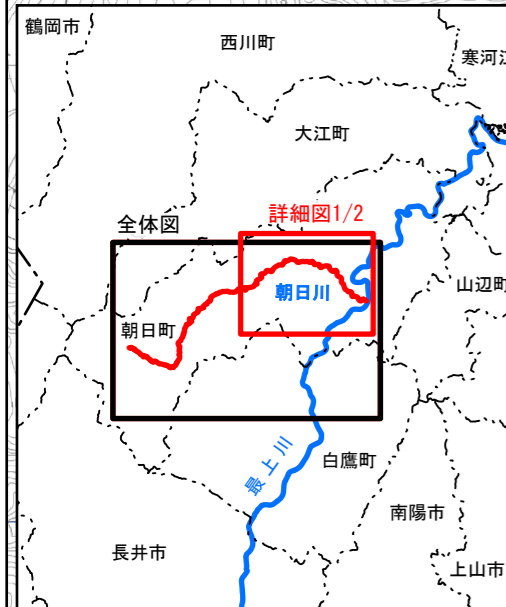 鶴岡市
西川町
寒河江
大江町
詳細図1/2
全体図
山辺町
朝日川
朝日町
最上川
白鷹町
南陽市
長井市
上山市